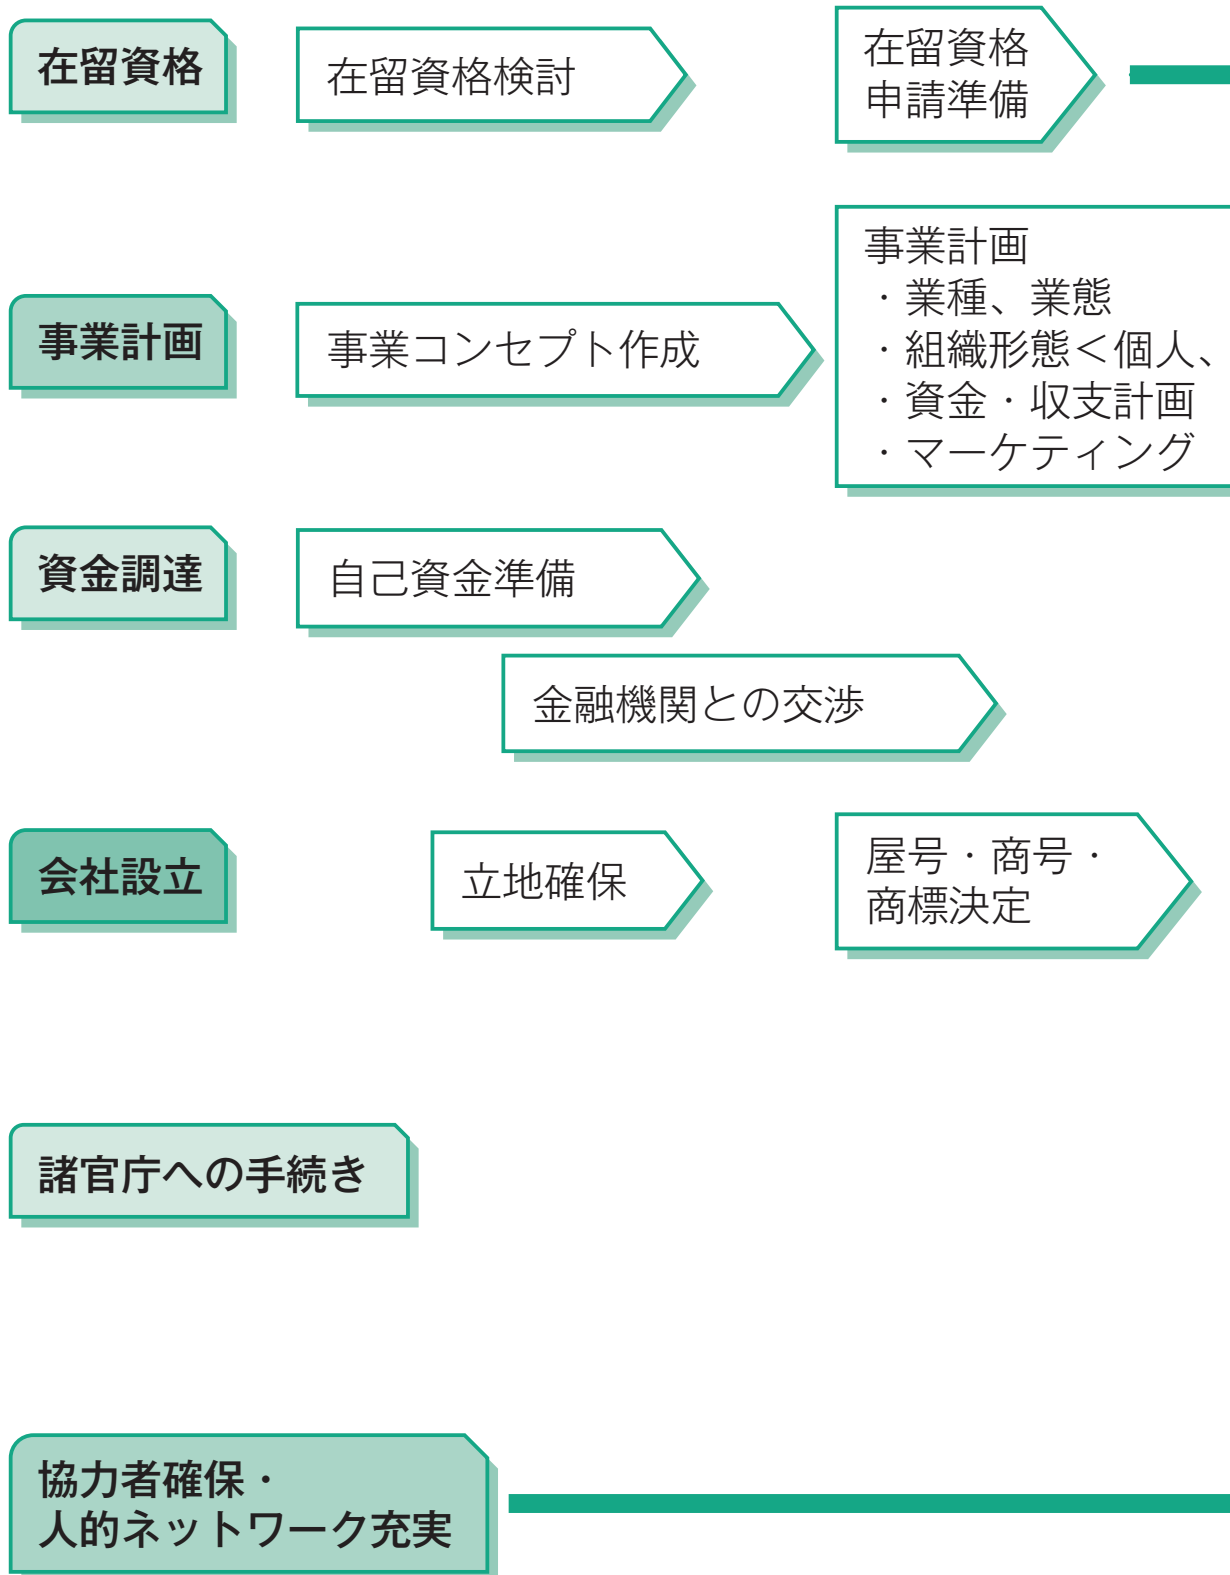 在留資格
在留資格検討
在留資格
申請準備
事業計画
事業コンセプト作成
事業計画
・業種、業態
・組織形態＜個人、
・資金・収支計画
・マーケティング
資金調達
自己資金準備
金融機関との交渉
会社設立
立地確保
屋号・商号・
商標決定
諸官庁への手続き
協力者確保・
人的ネットワーク充実